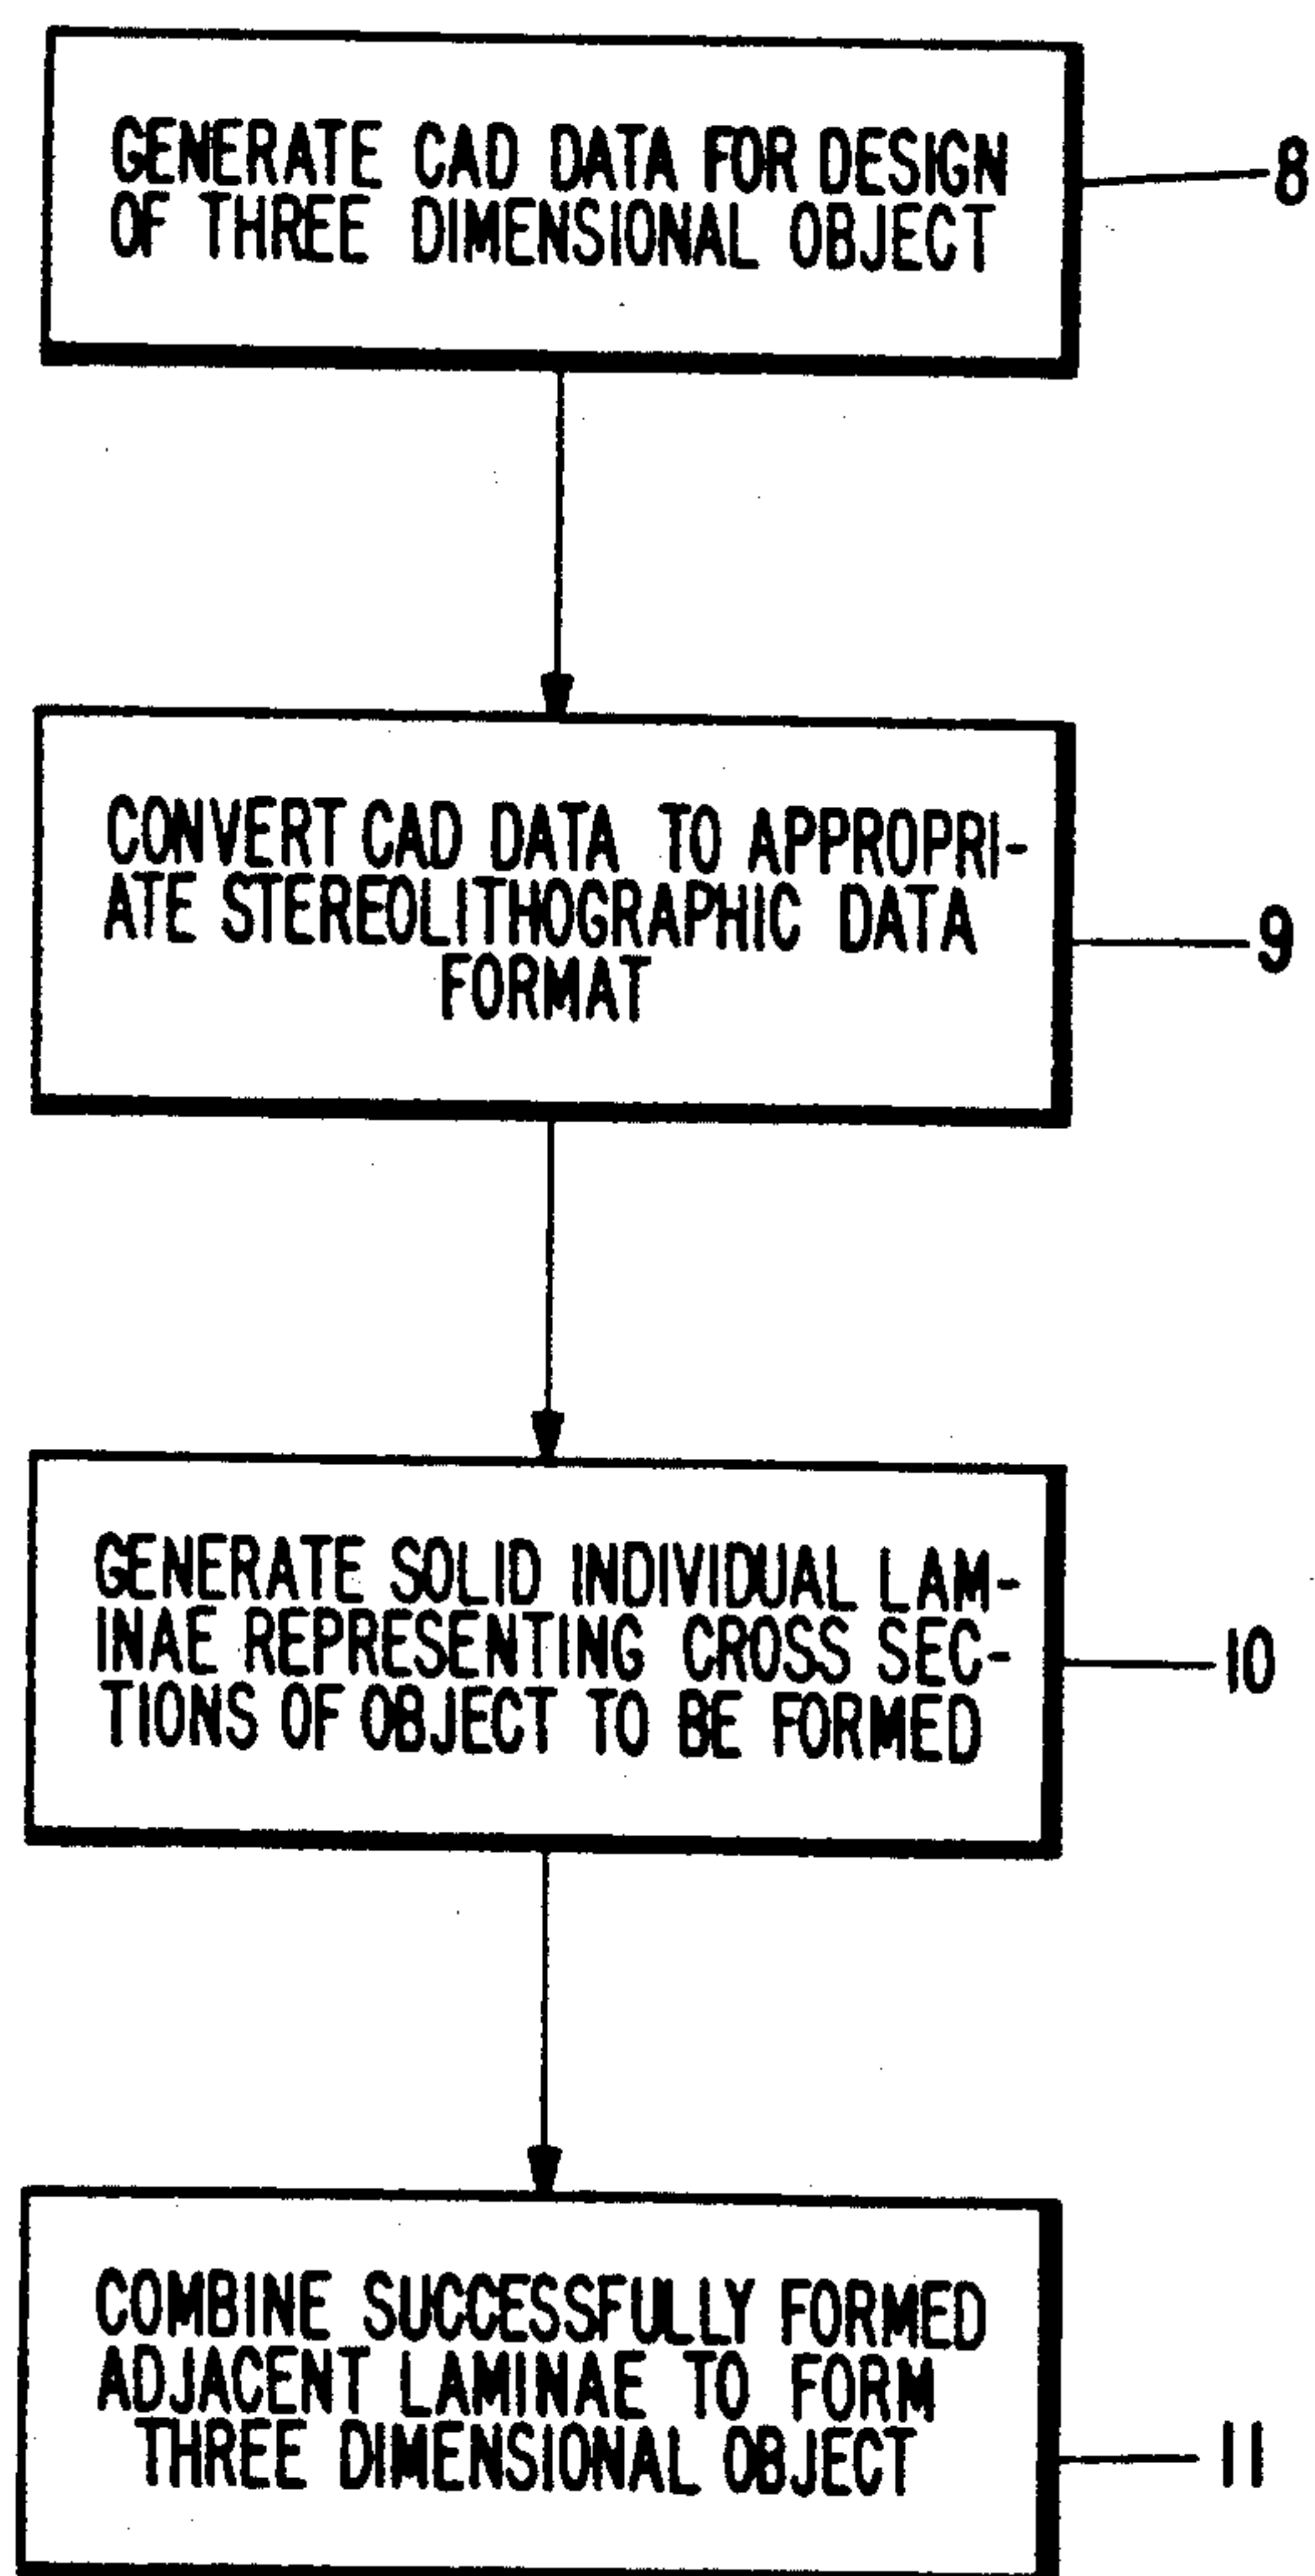 GENERATE CAD DATA FOR DESIGN
OF THREE DIMENSIONAL OBJECT
8
CONVERT CAD DATA TO APPROPRI-
ATE STEREOLITHOGRAPHIC DATA
FORMAT
9
GENERATE SOLID INDIVIDUAL LAM-
INAE REPRESENTING CROSS SEC-
TIONS OF OBJECT TO BE FORMED
10
COMBINE SUCCESSFULLY FORMED
ADJACENT LAMINAE TO FORM
THREE DIMENSIONAL OBJECT
11